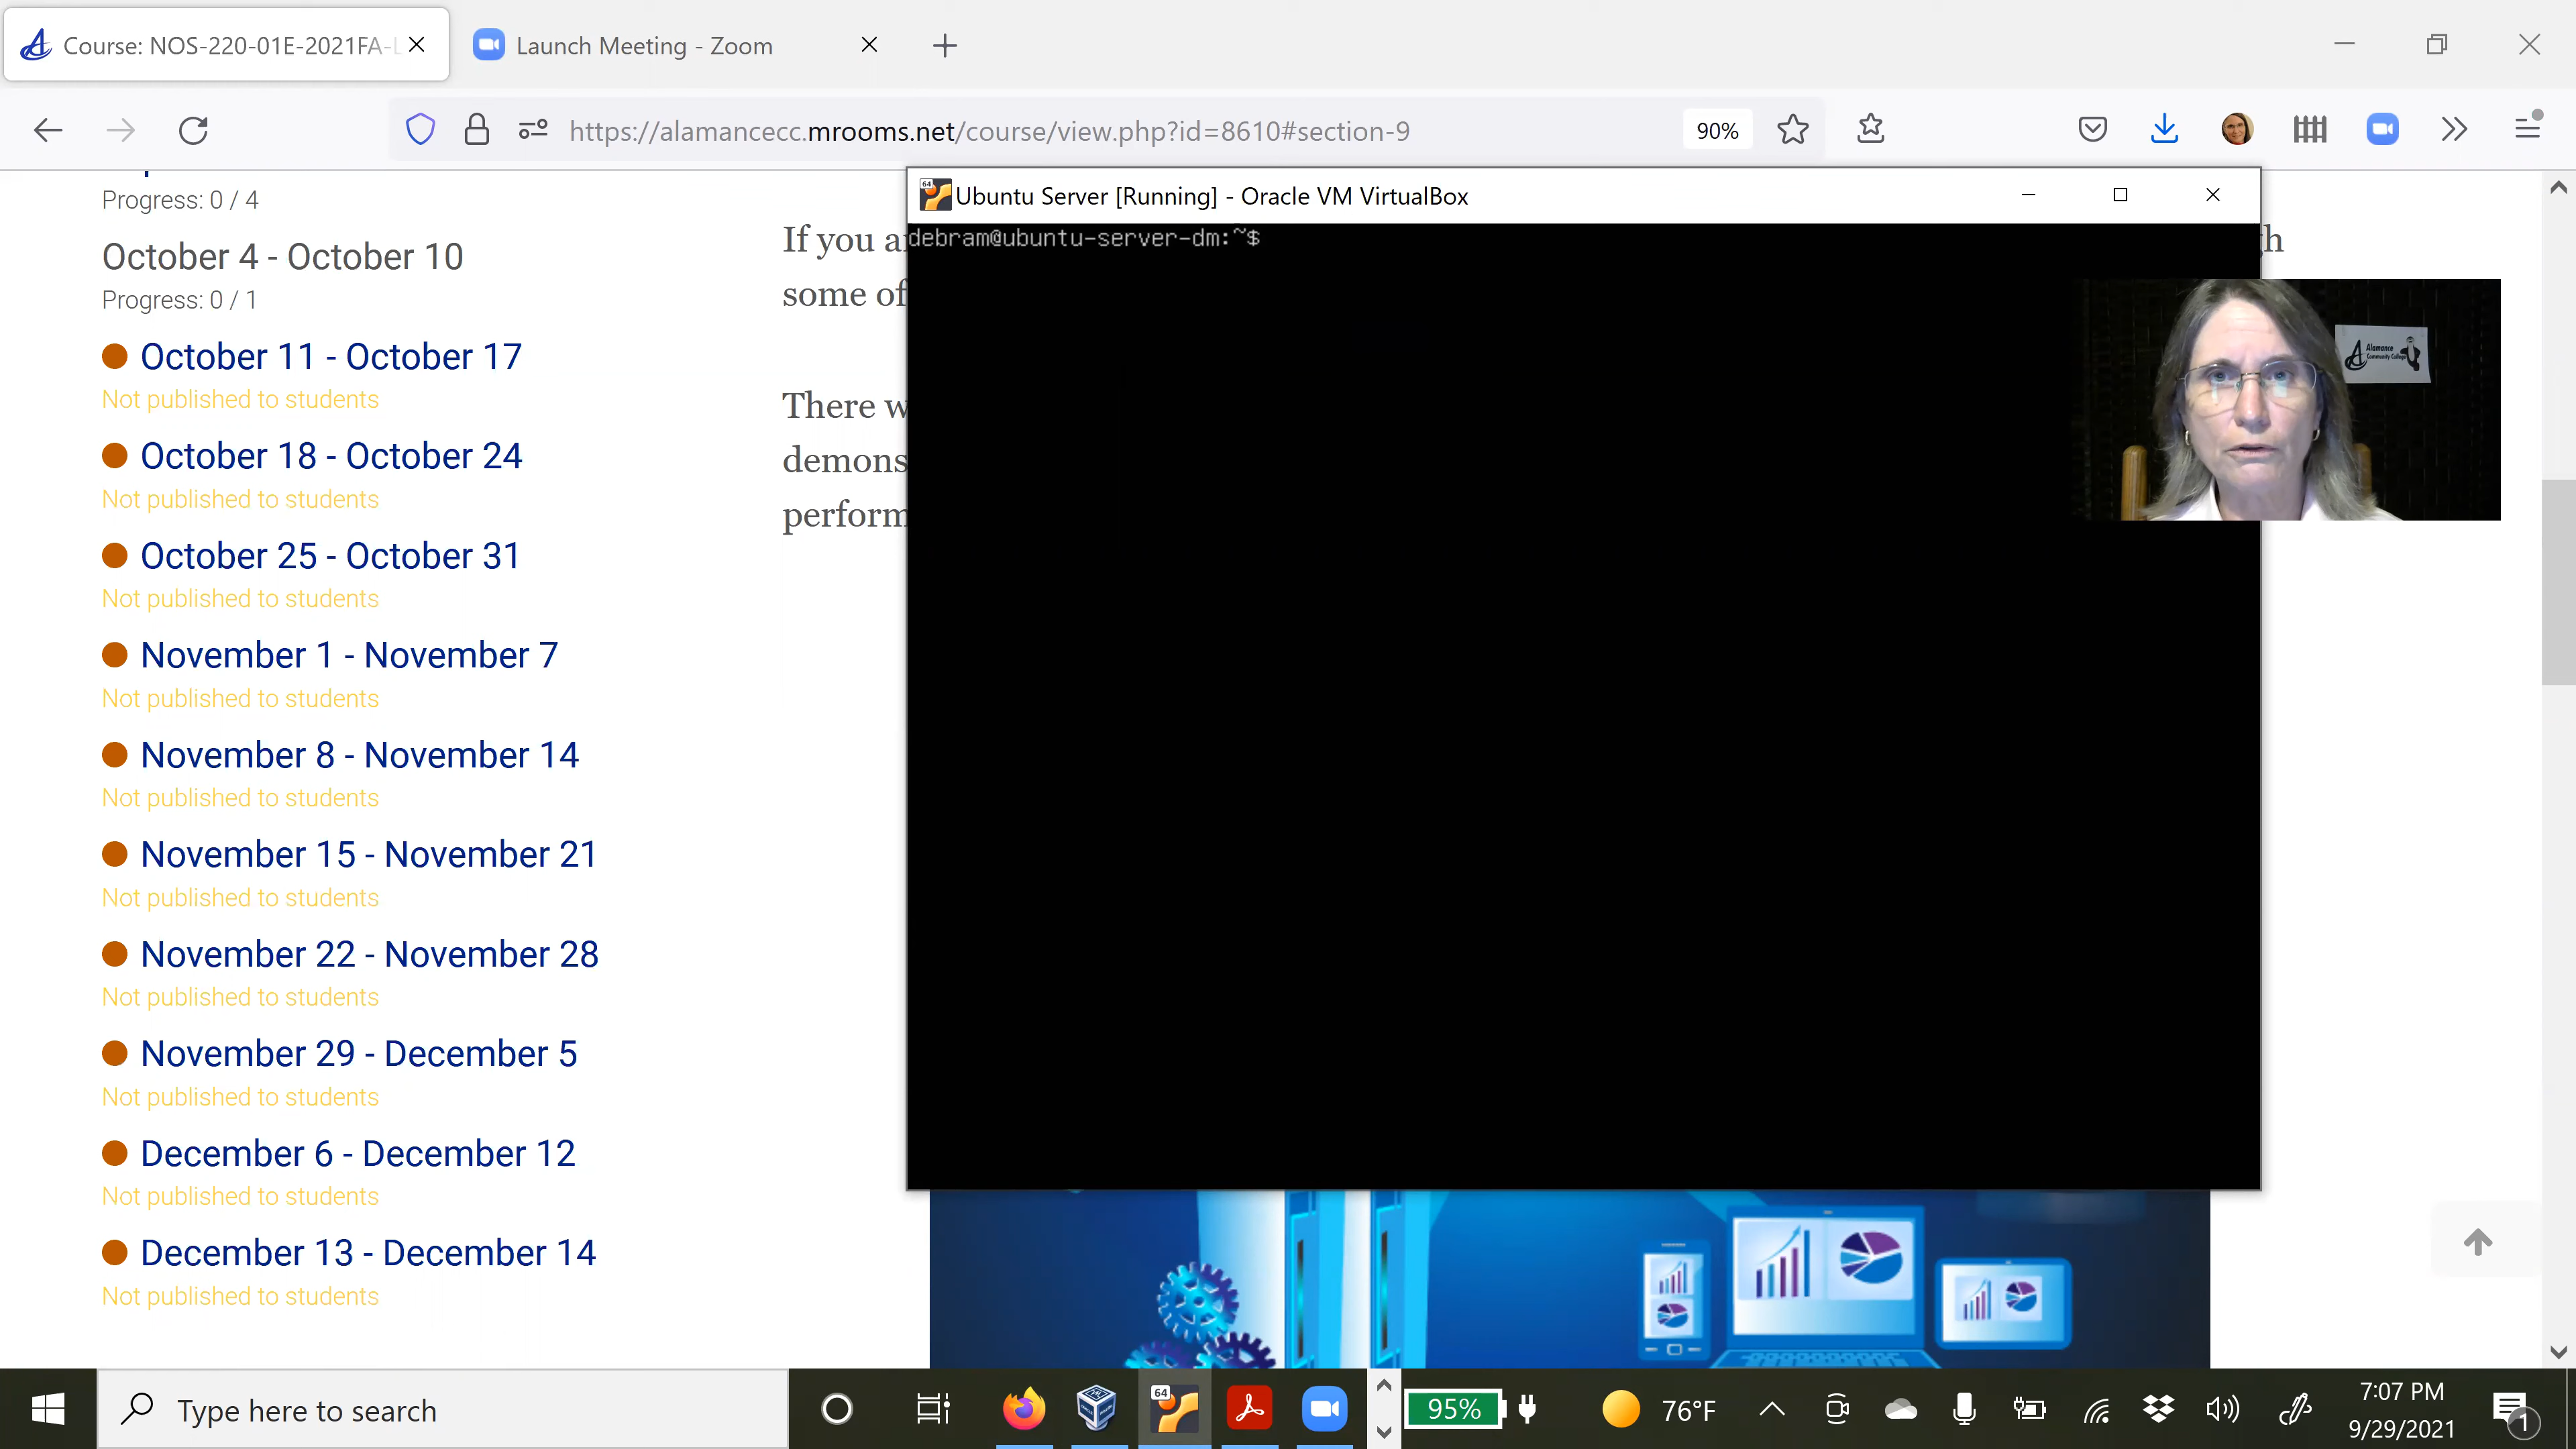 Course: NOS-220-01E-2021FA-L
Launch Meeting - Zoom
https://alamancecc.mrooms.net/course/view.php?id=8610#section-9
90%
Progress: 0 / 4
October 4 - October 10
Progress: 0 / 1
October 11 - October 17
Not published to students
October 18 - October 24
Not published to students
October 25 - October 31
Not published to students
November 1 - November 7
Not published to students
November 8 - November 14
Not published to students
November 15 - November 21
Not published to students
November 22 - November 28
Not published to students
November 29 - December 5
Not published to students
December 6 - December 12
Not published to students
December 13 - December 14
Not published to students
If you
some of
There
64
Ubuntu Server [Running] - Oracle VM VirtualBox
debram@ubuntu-server-dm:~$
Alamance
Community College
Type here to search
64
95%
76°F
7:07 PM
9/29/2021
1